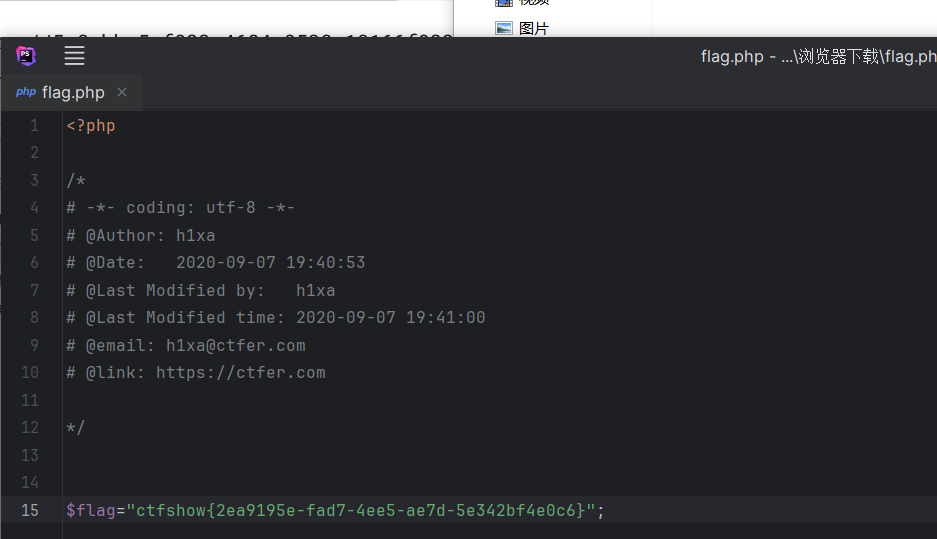 视频
图片
PS
flag.php - ...\浏览器下载\flag.ph
php flag.php ×
1 <?php
2
3 /*
4 # -*- coding: utf-8 -*-
5 # @Author: h1xa
6 # @Date:   2020-09-07 19:40:53
7 # @Last Modified by:   h1xa
8 # @Last Modified time: 2020-09-07 19:41:00
9 # @email: h1xa@ctfer.com
10 # @link: https://ctfer.com
11
12 */
13
14
15 $flag="ctfshow{2ea9195e-fad7-4ee5-ae7d-5e342bf4e0c6}";